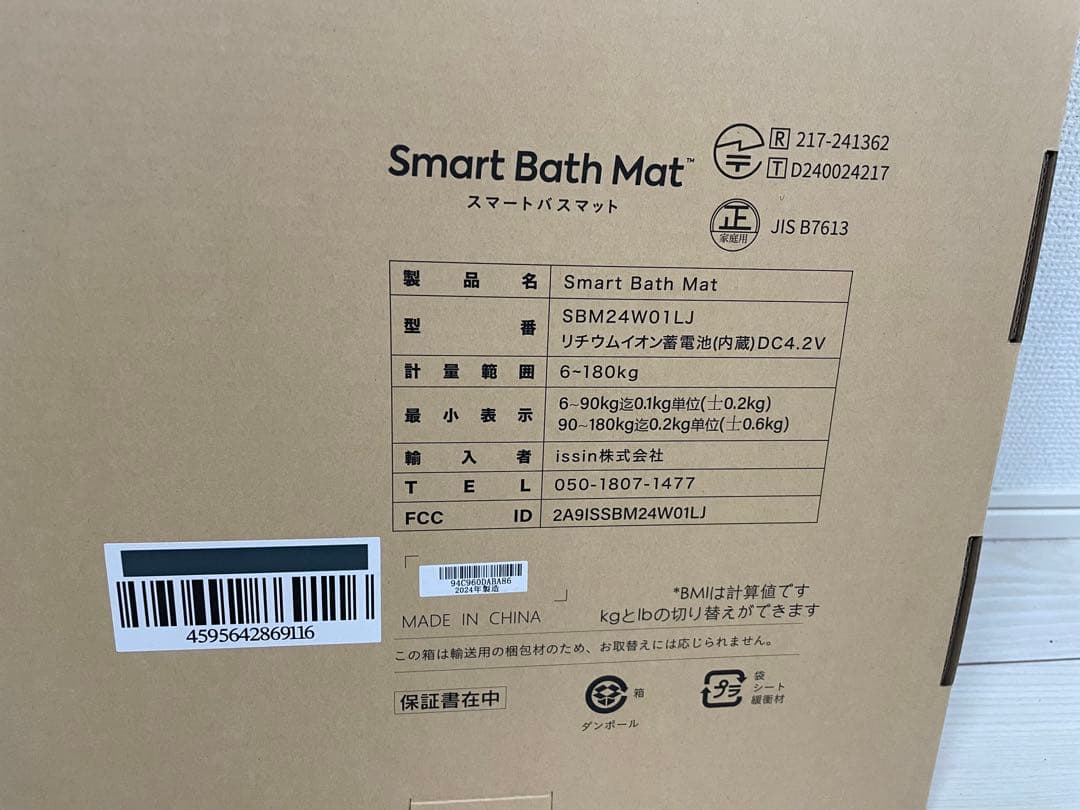 Smart Bath Mat™
スマートバスマット
R 217-241362
T D240024217
正
家庭用
JIS B7613
製品名 Smart Bath Mat
型番 SBM24W01LJ
リチウムイオン蓄電池(内蔵)DC4.2V
計量範囲 6~180kg
最小表示 6~90kg迄0.1kg単位(士0.2kg)
90~180kg迄0.2kg単位(士0.6kg)
輸入者 issin株式会社
TEL 050-1807-1477
FCC ID 2A9ISSBM24W01LJ
4595642869116
94C960DABA86
2024年製造
MADE IN CHINA
*BMIは計算値です
kgとlbの切り替えができます
この箱は輸送用の梱包材のため、お取替えには応じられません。
保証書在中
箱
ダンボール
プラ
袋
シート
緩衝材